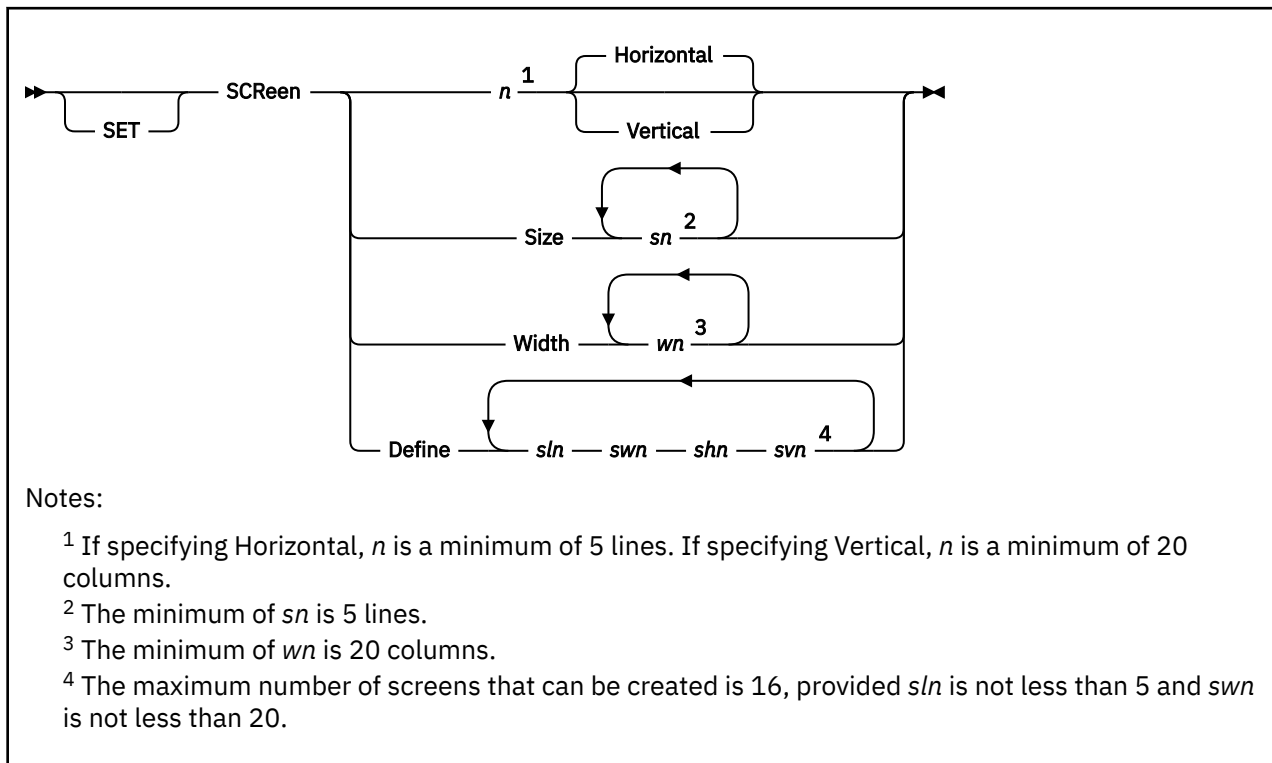 Horizontal
SCReen n 1
SET Vertical
Size sn 2
Width wn 3
Define sln swn shn svn 4
Notes:
1 If specifying Horizontal, n is a minimum of 5 lines. If specifying Vertical, n is a minimum of 20
columns.
2 The minimum of sn is 5 lines.
3 The minimum of wn is 20 columns.
4 The maximum number of screens that can be created is 16, provided sln is not less than 5 and swn
is not less than 20.